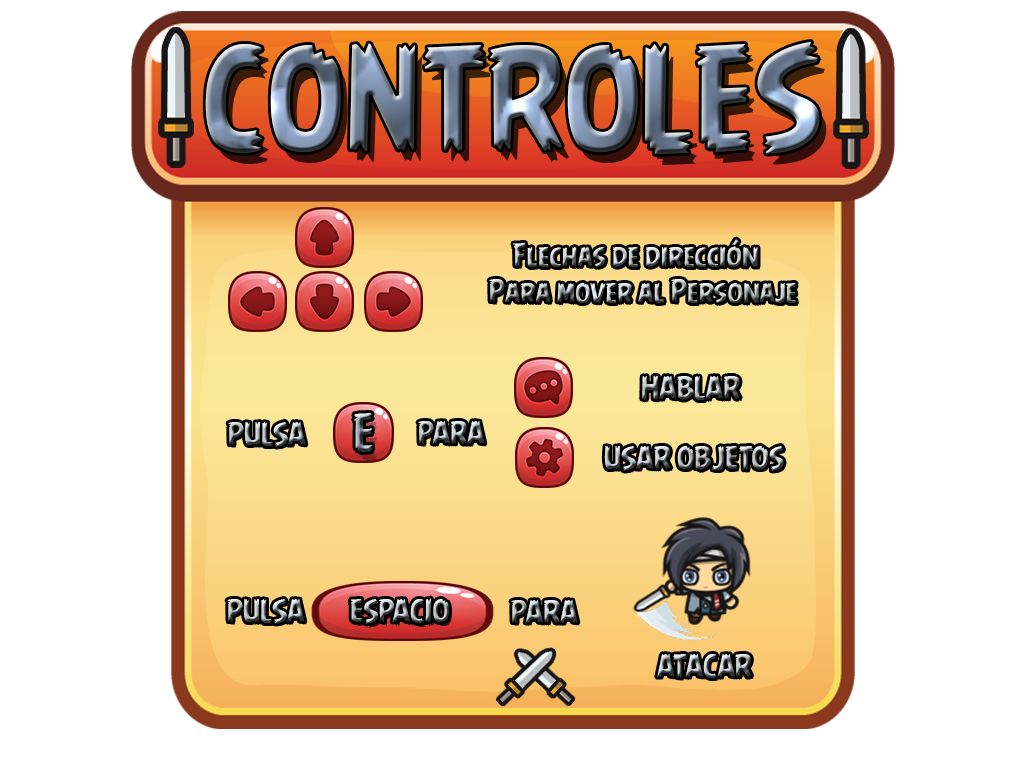 CONTROLES
FLECHAS DE DIRECCIÓN
PARA MOVER AL PERSONAJE
HABLAR
PULSA E PARA
USAR OBJETOS
PULSA ESPACIO PARA
ATACAR